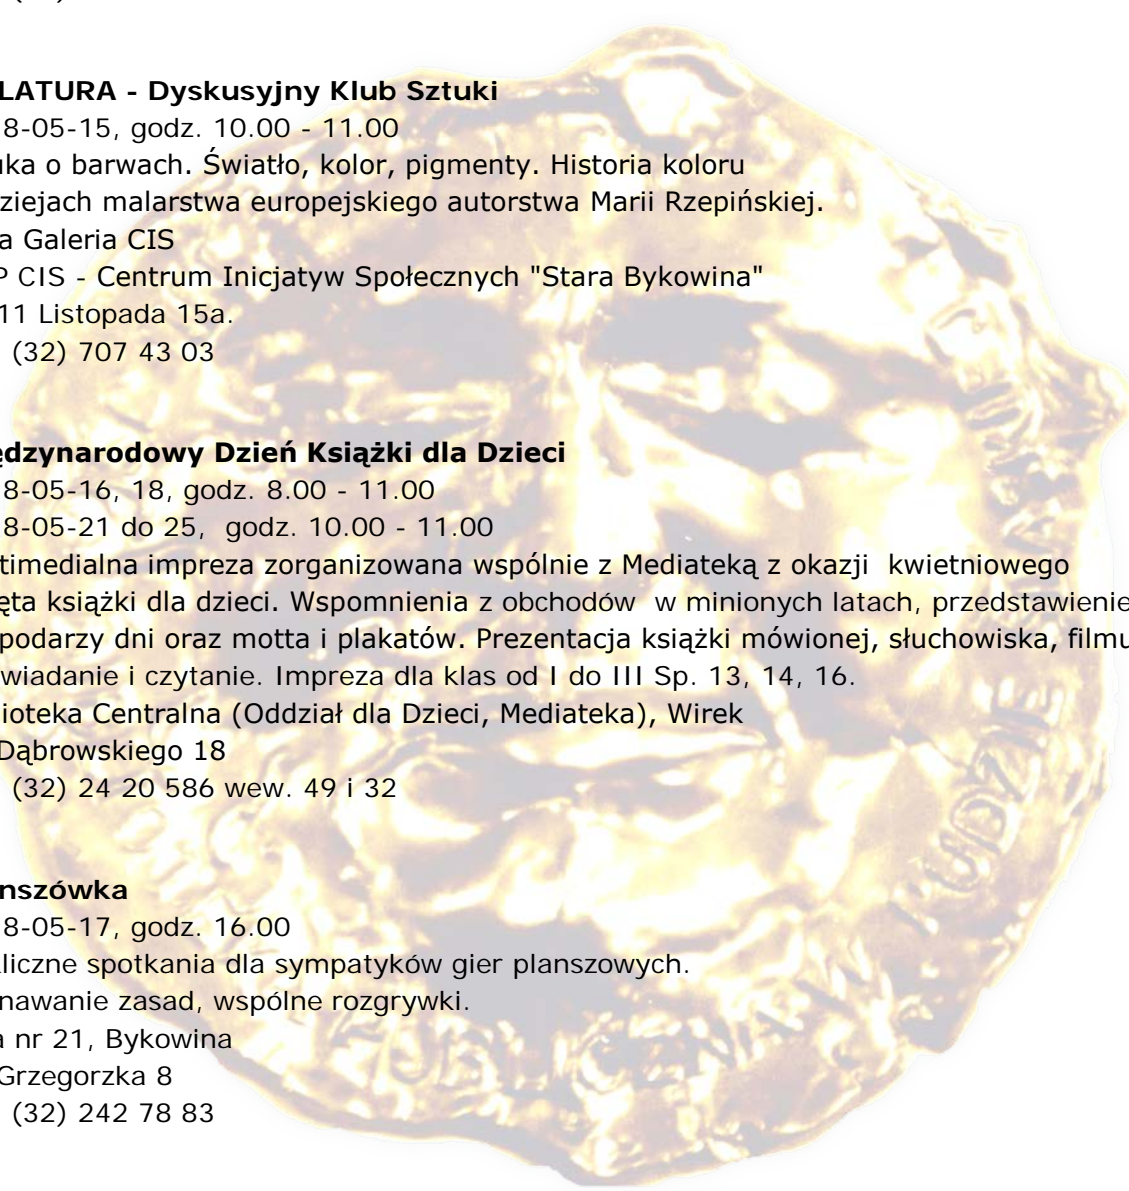 LATURA - Dyskusyjny Klub Sztuki
8-05-15, godz. 10.00 - 11.00
uka o barwach. Światło, kolor, pigmenty. Historia koloru
ziejach malarstwa europejskiego autorstwa Marii Rzepińskiej.
a Galeria CIS
P CIS - Centrum Inicjatyw Społecznych "Stara Bykowina"
11 Listopada 15a.
(32) 707 43 03
ędzynarodowy Dzień Książki dla Dzieci
8-05-16, 18, godz. 8.00 - 11.00
8-05-21 do 25, godz. 10.00 - 11.00
timedialna impreza zorganizowana wspólnie z Mediateką z okazji kwietniowego
ęta książki dla dzieci. Wspomnienia z obchodów w minionych latach, przedstawienie
podarzy dni oraz motta i plakatów. Prezentacja książki mówionej, słuchowiska, filmu
wiadanie i czytanie. Impreza dla klas od I do III Sp. 13, 14, 16.
ioteka Centralna (Oddział dla Dzieci, Mediateka), Wirek
Dąbrowskiego 18
(32) 24 20 586 wew. 49 i 32
nszówka
8-05-17, godz. 16.00
liczne spotkania dla sympatyków gier planszowych.
nawanie zasad, wspólne rozgrywki.
a nr 21, Bykowina
Grzegorzka 8
(32) 242 78 83